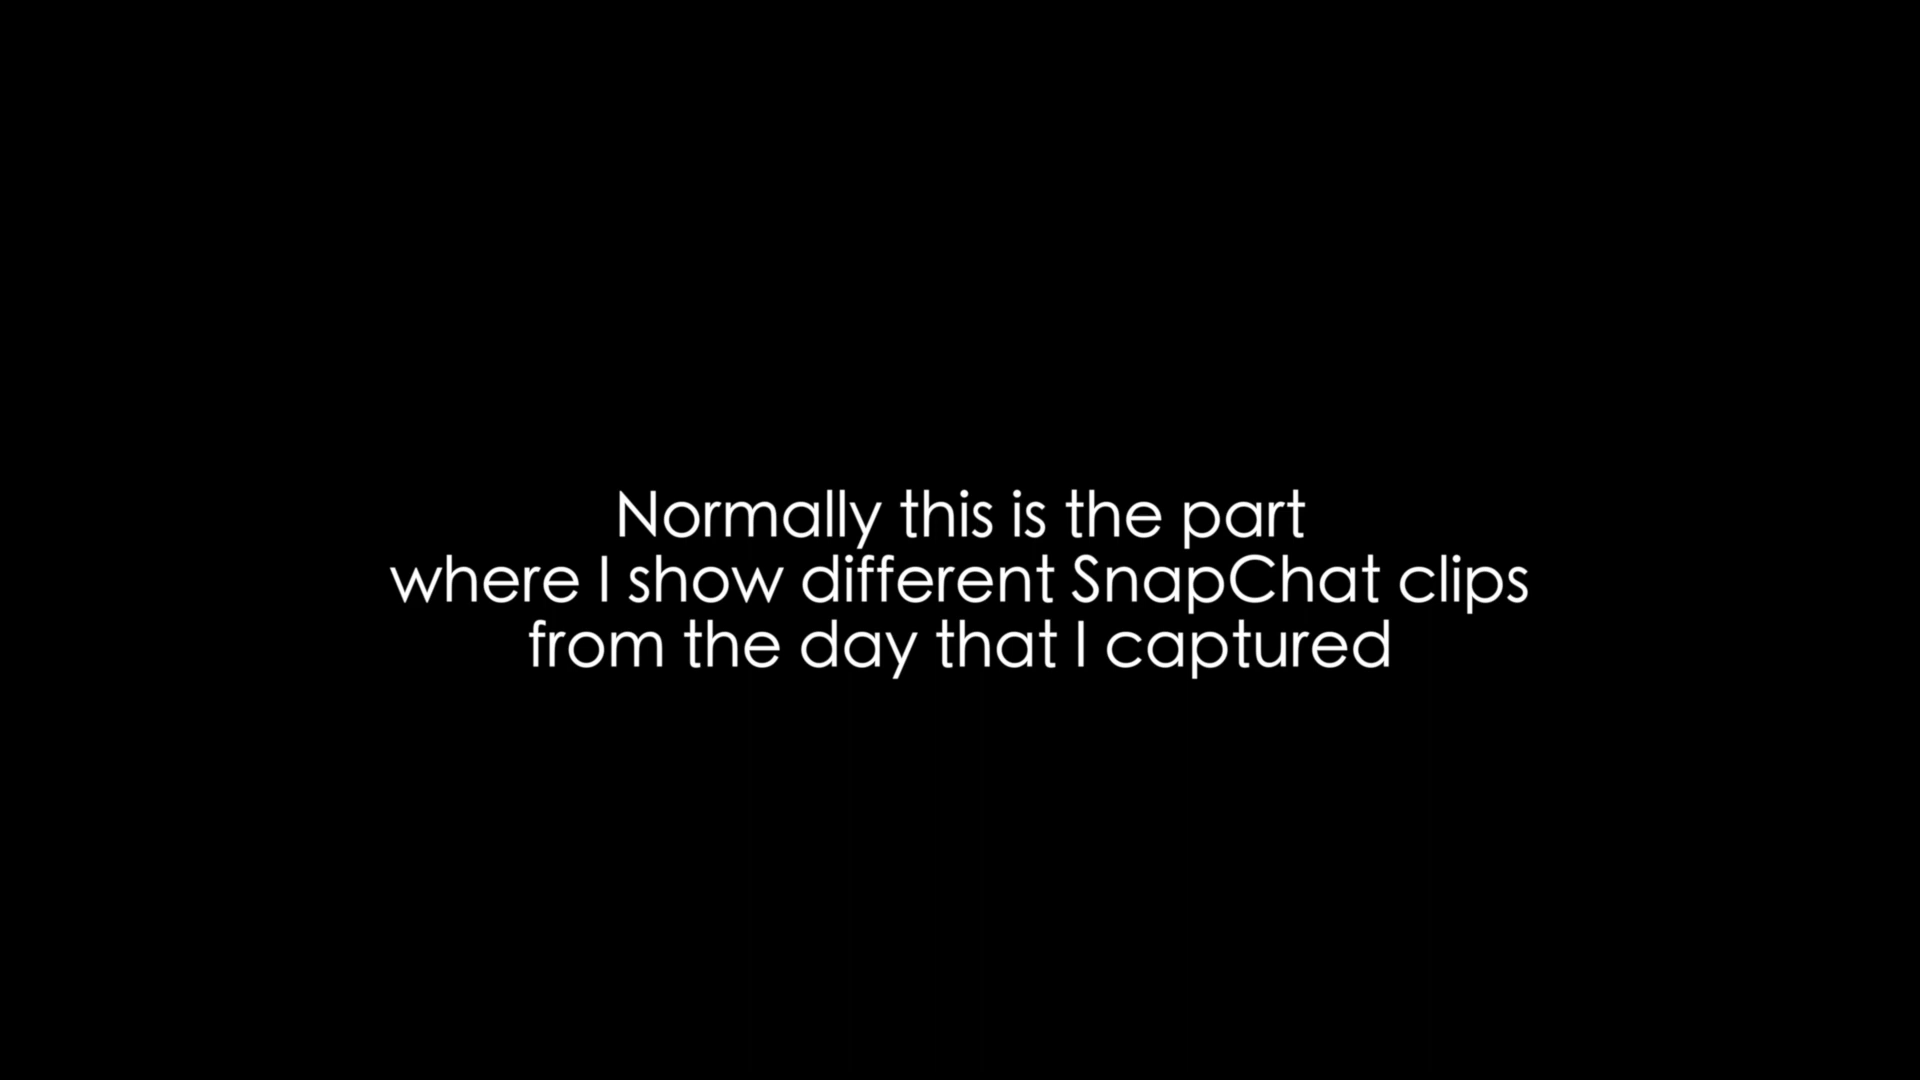 Normally this is the part
where I show different SnapChat clips
from the day that I captured